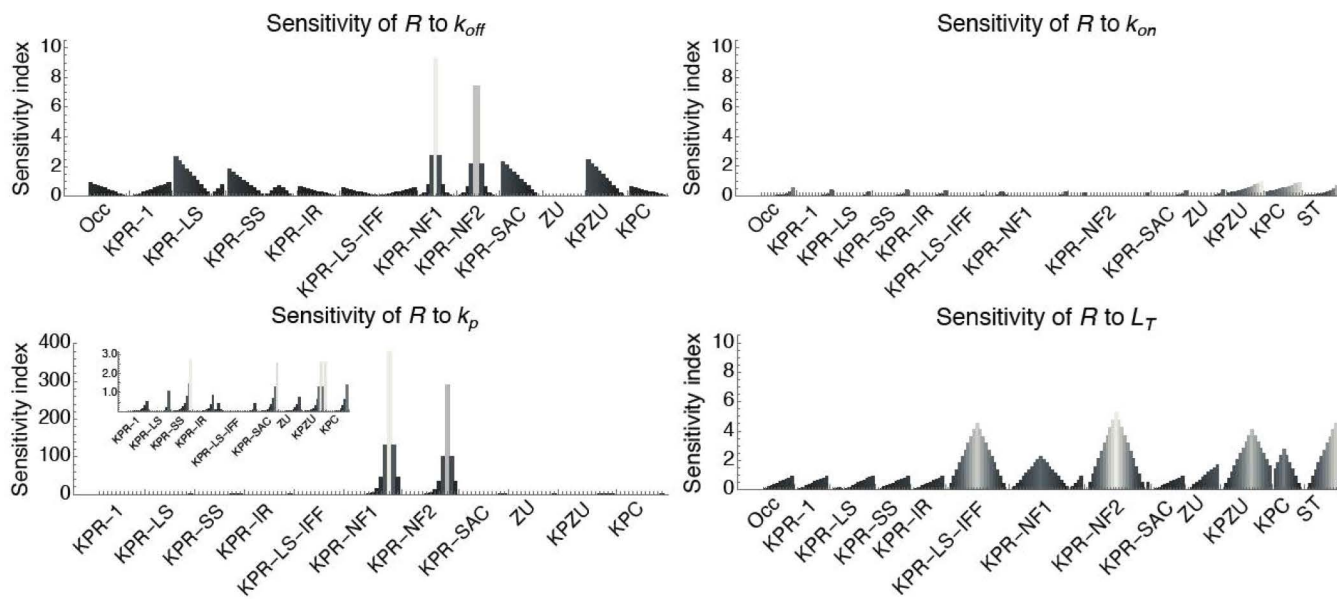 Sensitivity of R to koff
Sensitivity index
10
8
6
4
2
0
Occ
KPR-1
KPR-LS
KPR-SS
KPR-IR
KPR-LS-IFF
KPR-NF1
KPR-NF2
KPR-SAC
ZU
KPZU
KPC
Sensitivity of R to kon
Sensitivity index
10
8
6
4
2
0
Occ
KPR-1
KPR-LS
KPR-SS
KPR-IR
KPR-LS-IFF
KPR-NF1
KPR-NF2
KPR-SAC
ZU
KPZU
KPC
ST
Sensitivity of R to kp
Sensitivity index
400
300
200
100
0
3.0
2.0
1.0
KPR-1
KPR-LS
KPR-SS
KPR-IR
KPR-LS-IFF
KPR-SAC
ZU
KPZU
KPC
KPR-1
KPR-LS
KPR-SS
KPR-IR
KPR-LS-IFF
KPR-NF1
KPR-NF2
KPR-SAC
ZU
KPZU
KPC
Sensitivity of R to LT
Sensitivity index
10
8
6
4
2
0
Occ
KPR-1
KPR-LS
KPR-SS
KPR-IR
KPR-LS-IFF
KPR-NF1
KPR-NF2
KPR-SAC
ZU
KPZU
KPC
ST